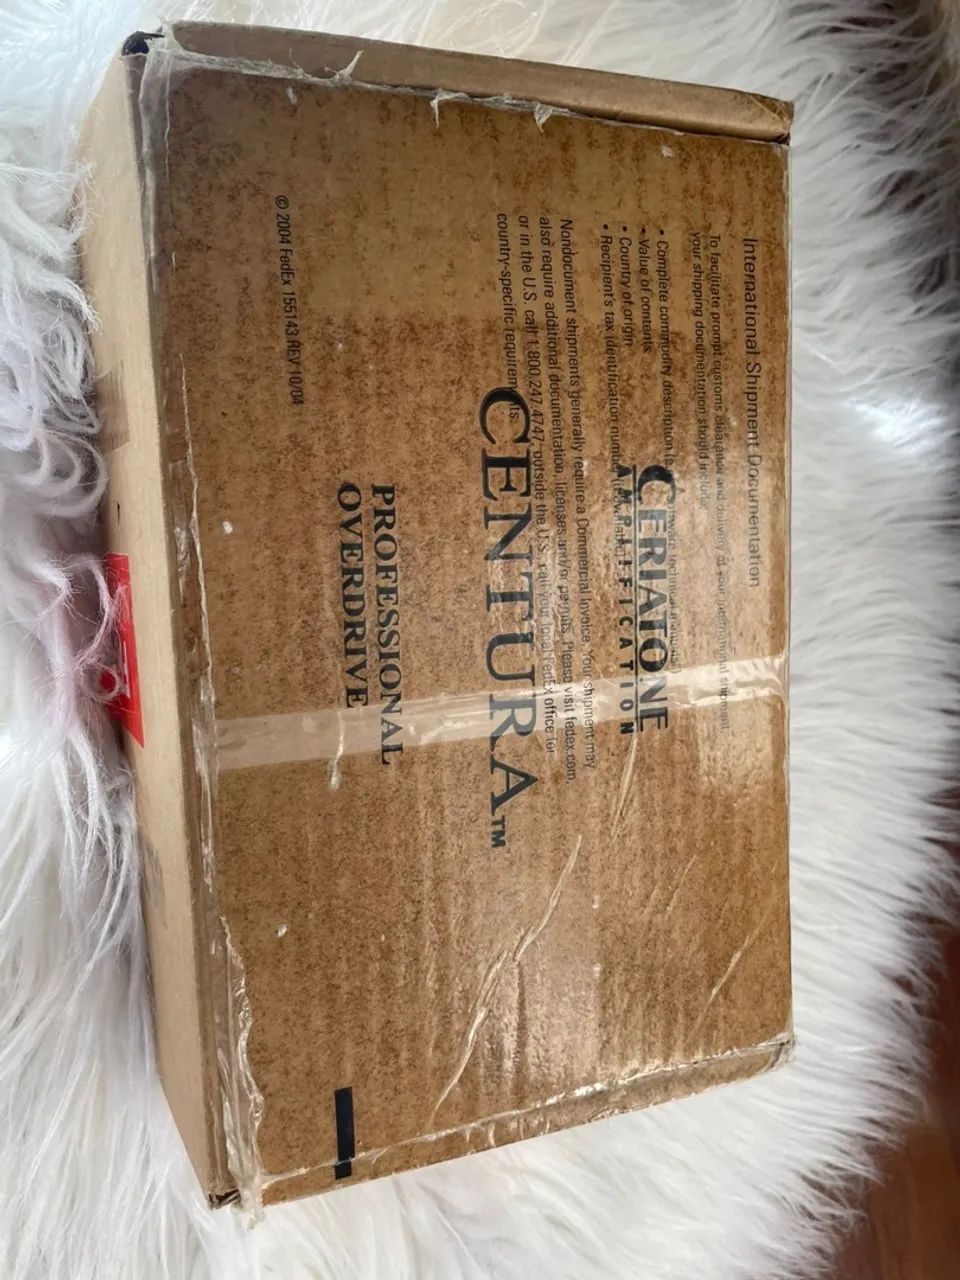 International Shipment Documentation
To facilitate prompt customs clearance and delivery of your international shipment,
your shipping documentation should include:
• Complete commodity description
• Value of contents
• Country of origin
• Recipient's tax identification number
CERIATONE
AMPLIFICATION
Nondocument shipments generally require a Commercial Invoice. Your shipment may
also require additional documentation, licenses and/or permits. Please visit fedex.com,
or in the U.S. call 1.800.247.4747; outside the U.S., call your local FedEx office for
country-specific requirements.
CENTURA™
PROFESSIONAL
OVERDRIVE
© 2004 FedEx 155143 REV 10/04